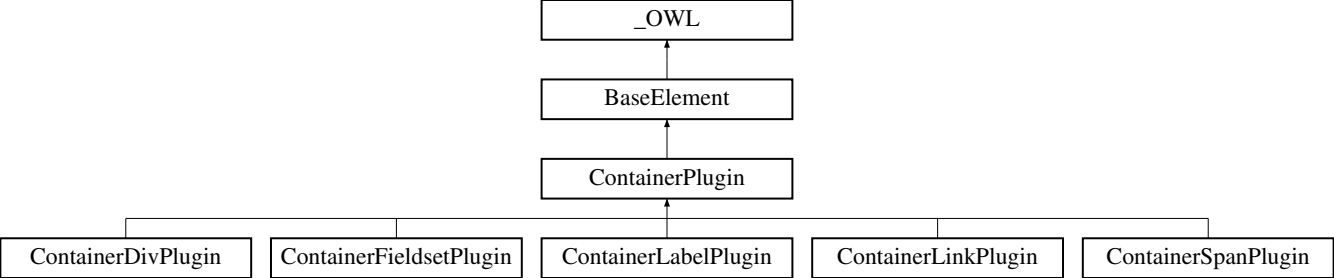 _OWL
BaseElement
ContainerPlugin
ContainerDivPlugin
ContainerFieldsetPlugin
ContainerLabelPlugin
ContainerLinkPlugin
ContainerSpanPlugin